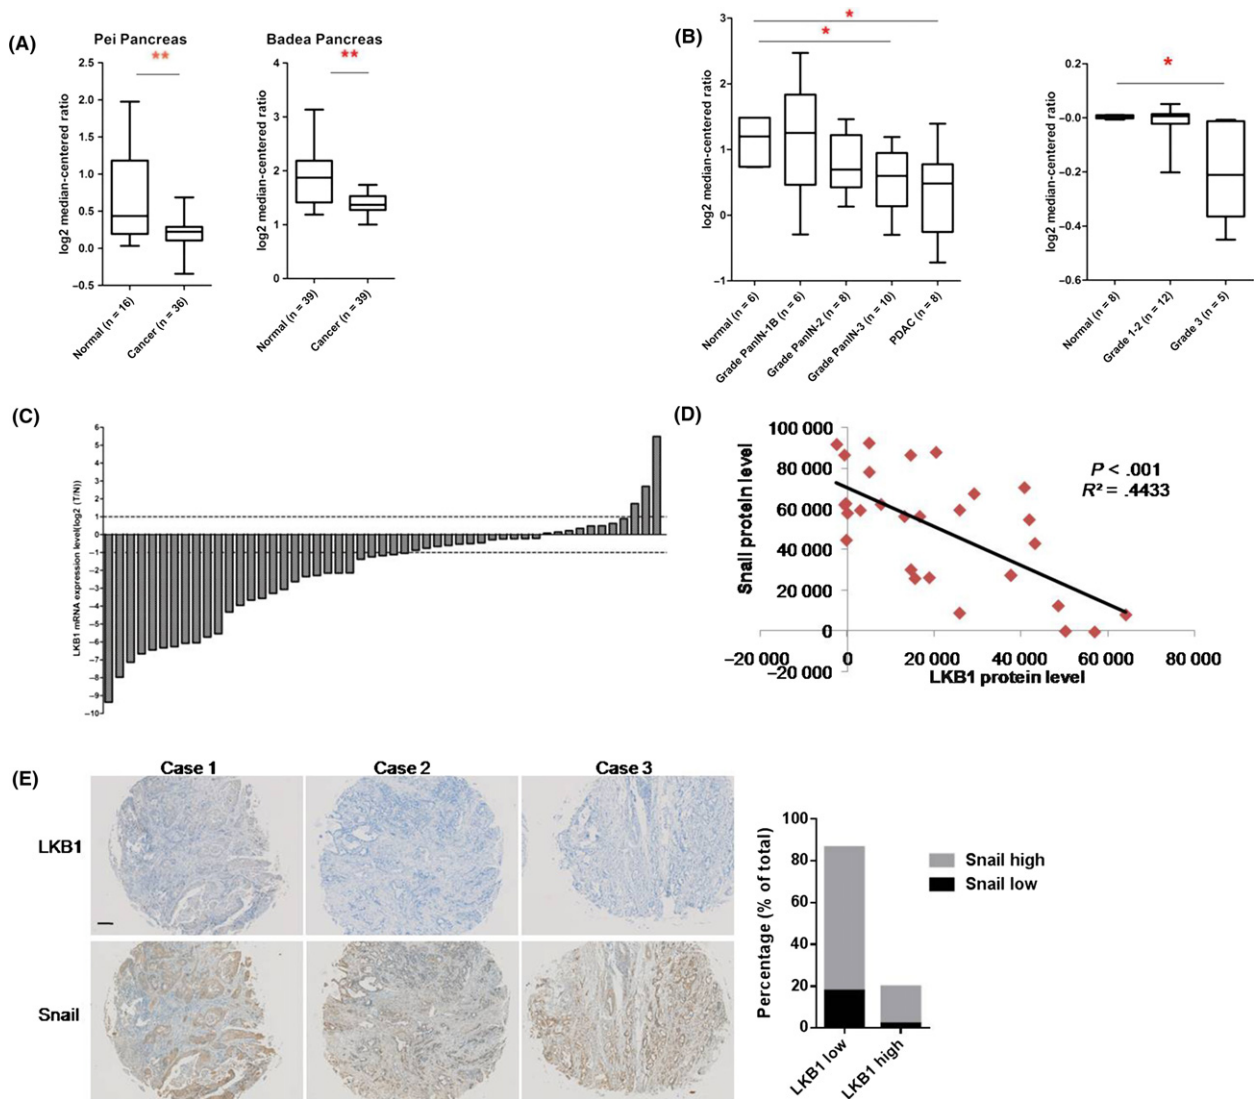 (A)
Pei Pancreas
**
log2 median-centered ratio
2.5
2.0
1.5
1.0
0.5
0.0
−0.5
Normal (n = 16)
Cancer (n = 36)
Badea Pancreas
**
log2 median-centered ratio
4
3
2
1
0
Normal (n = 39)
Cancer (n = 39)
(B)
*
*
log2 median-centered ratio
3
2
1
0
−1
Normal (n = 6)
Grade PanIN-1B (n = 6)
Grade PanIN-2 (n = 8)
Grade PanIN-3 (n = 10)
PDAC (n = 8)
*
log2 median-centered ratio
0.2
−0.0
−0.2
−0.4
−0.6
Normal (n = 8)
Grade 1-2 (n = 12)
Grade 3 (n = 5)
(C)
LKB1 mRNA expression level(log2 (T/N))
6
5
4
3
2
1
0
−1
−2
−3
−4
−5
−6
−7
−8
−9
−10
(D)
Snail protein level
100 000
80 000
60 000
40 000
20 000
0
−20 000
P < .001
R² = .4433
−20 000 0 20 000 40 000 60 000 80 000
LKB1 protein level
(E)
Case 1 Case 2 Case 3
LKB1
Snail
Percentage (% of total)
100
80
60
40
20
0
LKB1 low
LKB1 high
Snail high
Snail low